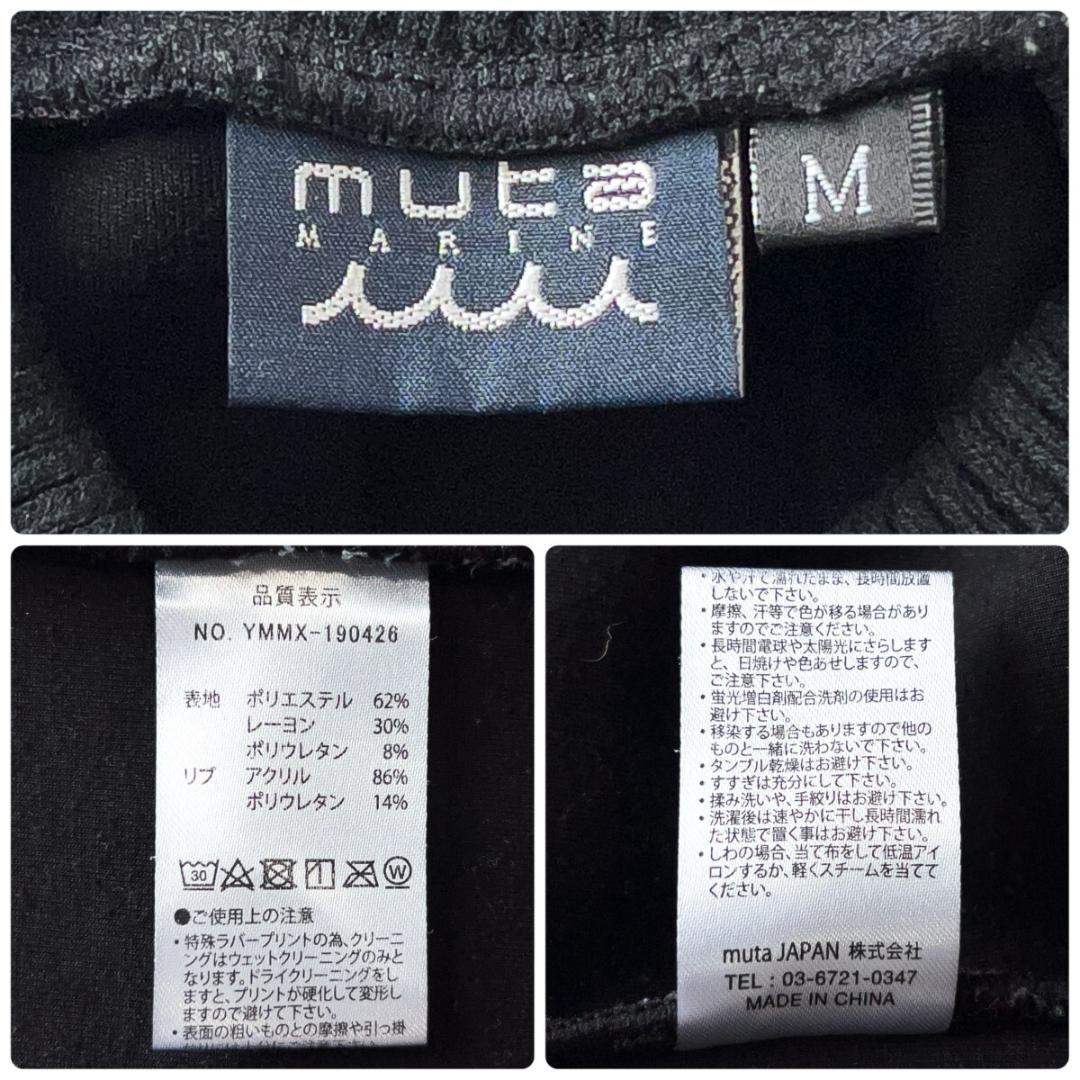 muta
MARINE
M
品質表示
NO. YMMX-190426
表地 ポリエステル 62%
レーヨン 30%
ポリウレタン 8%
リブ アクリル 86%
ポリウレタン 14%
30
W
●ご使用上の注意
・特殊ラバープリントの為、クリーニ
ングはウェットクリーニングのみと
なります。ドライクリーニングをし
ますと、プリントが硬化して変形し
ますので避けて下さい。
・表面の粗いものとの摩擦や引っ掛
・水や汗で濡れたまま、長時間放置
しないで下さい。
・摩擦、汗等で色が移る場合があり
ますのでご注意ください。
・長時間電球や太陽光にさらします
と、日焼けや色あせしますので、
ご注意下さい。
・蛍光増白剤配合洗剤の使用はお
避け下さい。
・移染する場合もありますので他の
ものと一緒に洗わないで下さい。
・タンブル乾燥はお避け下さい。
・すすぎは充分にして下さい。
・揉み洗いや、手絞りはお避け下さい。
・洗濯後は速やかに干し長時間濡れ
た状態で置く事はお避け下さい。
・しわの場合、当て布をして低温アイ
ロンするか、軽くスチームを当てて
ください。
muta JAPAN 株式会社
TEL : 03-6721-0347
MADE IN CHINA